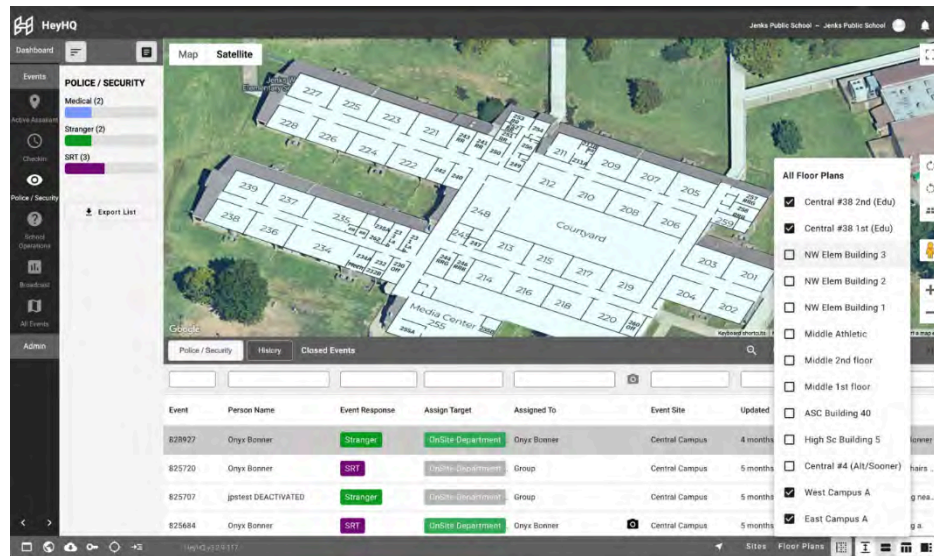 HeyHQ
Jenks Public School – Jenks Public School
Dashboard
Events
Active Assailant
Checkin
Police / Security
School Operations
Broadcast
All Events
Admin
POLICE / SECURITY
Medical (2)
Stranger (2)
SRT (3)
Export List
Map Satellite
227 225 223 221
228 226 224 222
239 237 235
238 236 234
211 209 207 205
212 210 208 206
248 Courtyard
213 215 217 219
214 216 218 220
203 201
204 202
259
Media Center
255
255A
Google
Keyboard shortcuts
All Floor Plans
Central #38 2nd (Edu)
Central #38 1st (Edu)
NW Elem Building 3
NW Elem Building 2
NW Elem Building 1
Middle Athletic
Middle 2nd floor
Middle 1st floor
ASC Building 40
High Sc Building 5
Central #4 (Alt/Sooner)
West Campus A
East Campus A
Police / Security History Closed Events
Event Person Name Event Response Assign Target Assigned To Event Site Updated
828927 Onyx Bonner Stranger OnSite Department Onyx Bonner Central Campus 4 months
825720 Onyx Bonner SRT OnSite Department Group Central Campus 5 months
825707 jpstest DEACTIVATED Stranger OnSite Department Group Central Campus 5 months
825684 Onyx Bonner SRT OnSite Department Onyx Bonner Central Campus 5 months
Sites Floor Plans